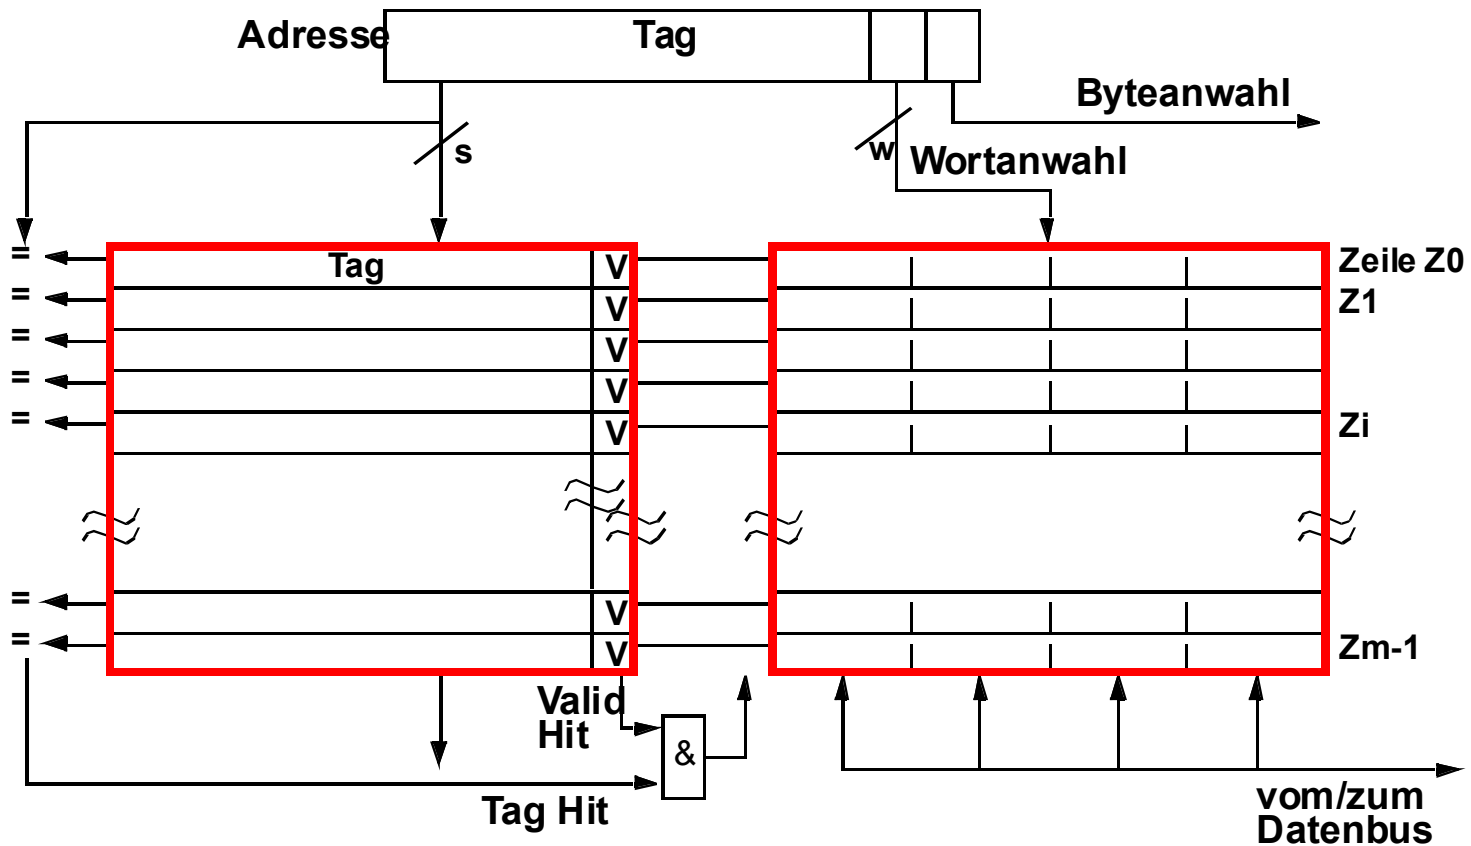 Adresse Tag
Byteanwahl
s
w Wortanwahl
= Tag V Zeile Z0
= V Z1
= V
= V
= V Zi
= V
= V Zm-1
Valid
Hit
&
Tag Hit
vom/zum
Datenbus